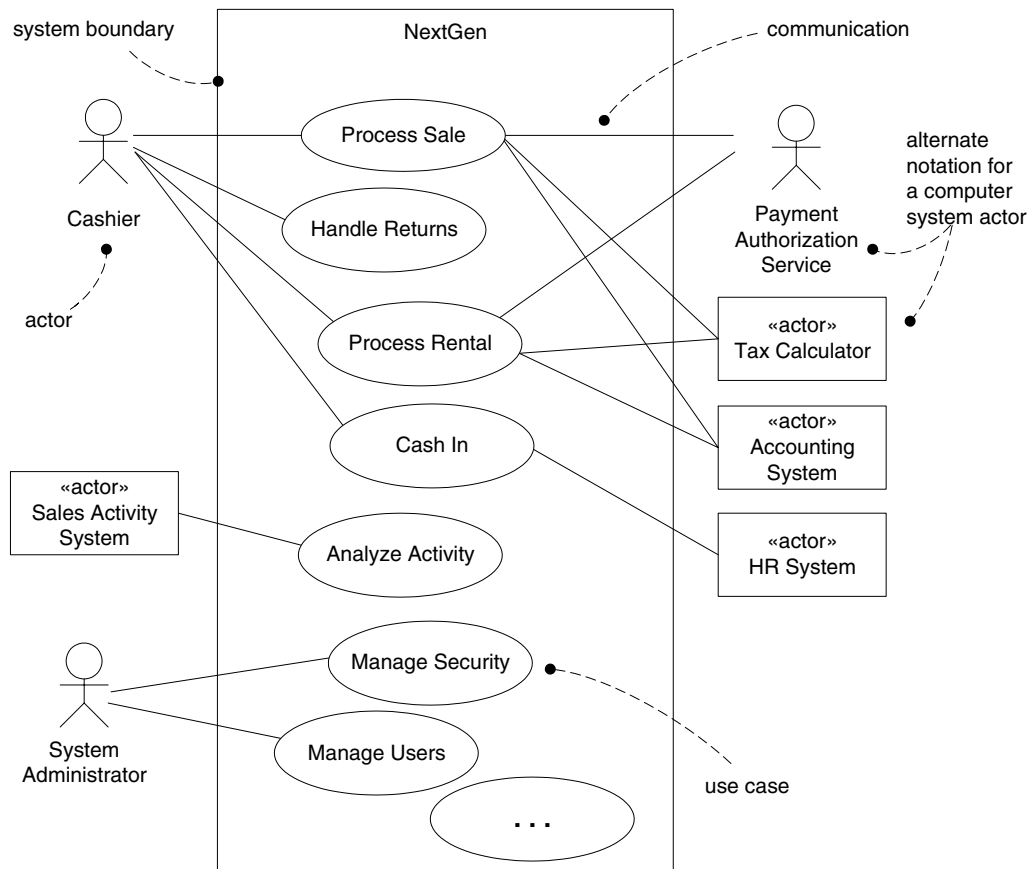 system boundary
NextGen
communication
Process Sale
alternate
notation for
a computer
system actor
Cashier
Handle Returns
Payment
Authorization
Service
actor
Process Rental
«actor»
Tax Calculator
Cash In
«actor»
Accounting
System
«actor»
Sales Activity
System
Analyze Activity
«actor»
HR System
Manage Security
System
Administrator
Manage Users
use case
. . .